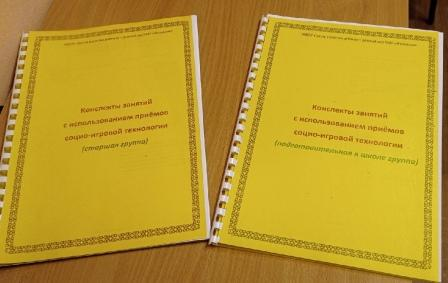 Конспекты занятий
с использованием приёмов
социо-игровой технологии
(старшая группа)
Конспекты занятий
с использованием приёмов
социо-игровой технологии
(подготовительная к школе группа)